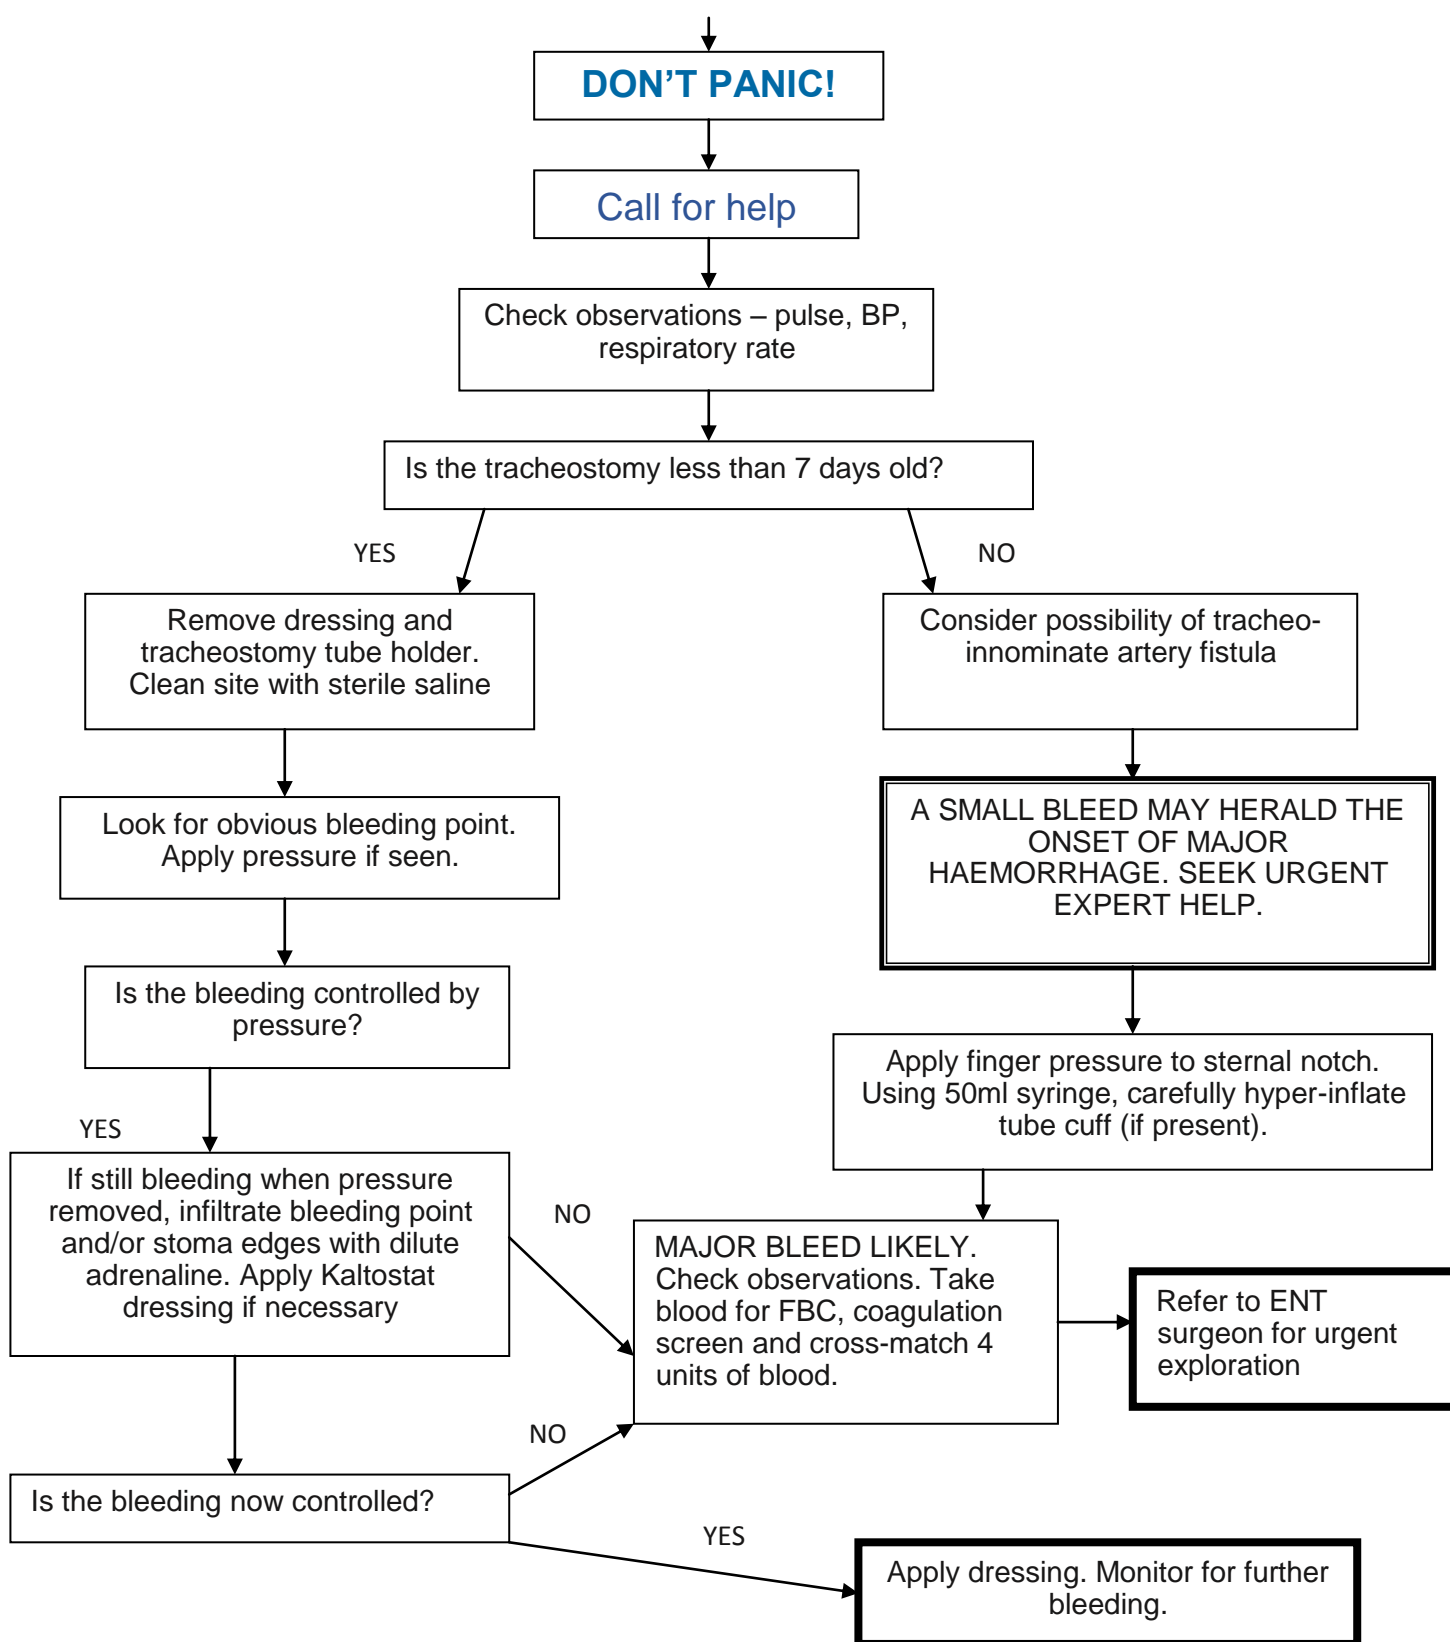 DON'T PANIC!
Call for help
Check observations – pulse, BP,
respiratory rate
Is the tracheostomy less than 7 days old?
YES
NO
Remove dressing and
tracheostomy tube holder.
Clean site with sterile saline
Consider possibility of tracheo-
innominate artery fistula
Look for obvious bleeding point.
Apply pressure if seen.
A SMALL BLEED MAY HERALD THE
ONSET OF MAJOR
HAEMORRHAGE. SEEK URGENT
EXPERT HELP.
Is the bleeding controlled by
pressure?
Apply finger pressure to sternal notch.
Using 50ml syringe, carefully hyper-inflate
tube cuff (if present).
YES
If still bleeding when pressure
removed, infiltrate bleeding point
and/or stoma edges with dilute
adrenaline. Apply Kaltostat
dressing if necessary
NO
MAJOR BLEED LIKELY.
Check observations. Take
blood for FBC, coagulation
screen and cross-match 4
units of blood.
Refer to ENT
surgeon for urgent
exploration
NO
Is the bleeding now controlled?
YES
Apply dressing. Monitor for further
bleeding.